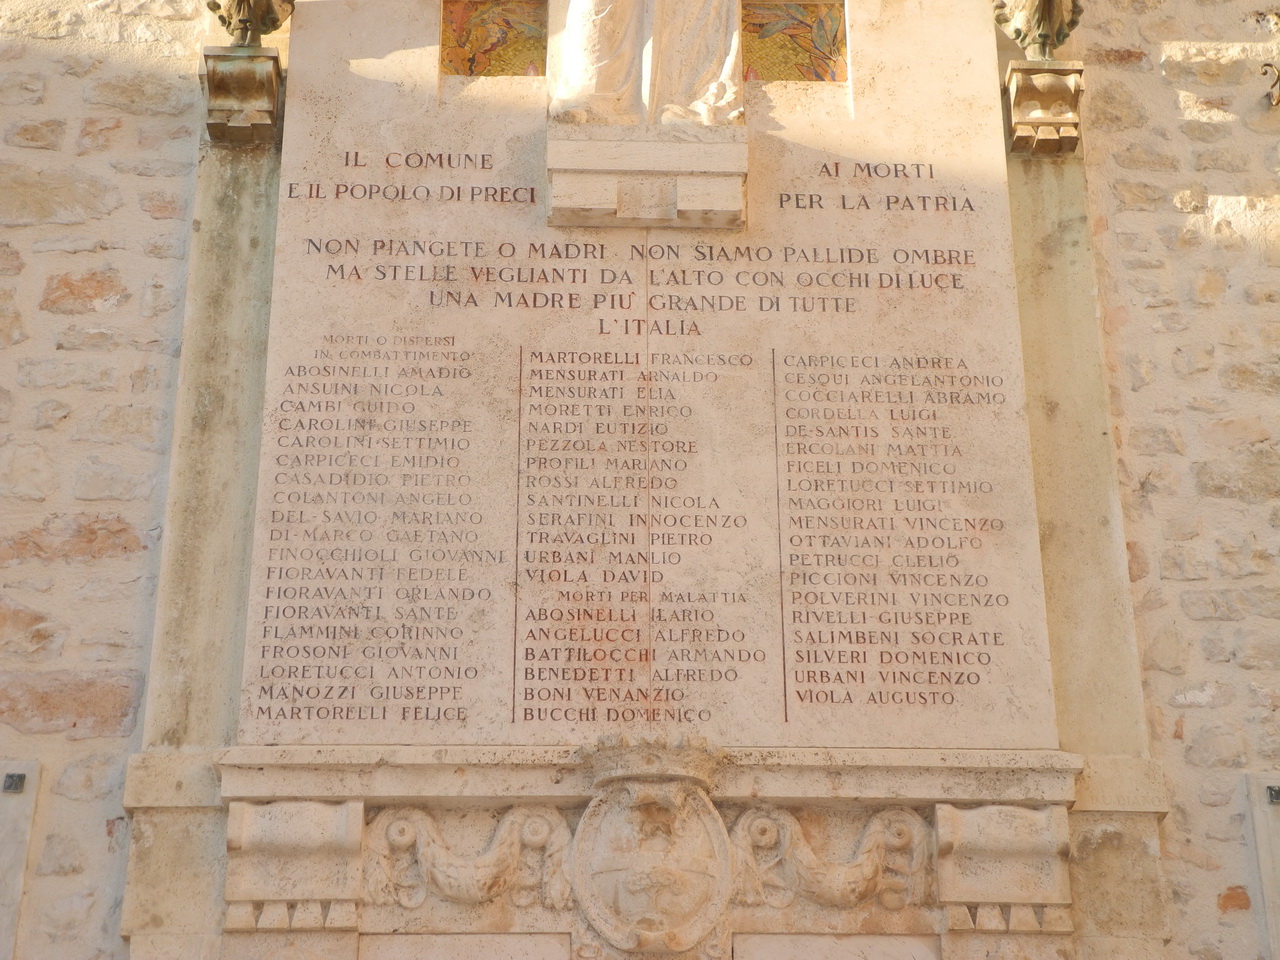 IL COMUNE
E IL POPOLO DI PRECI
AI MORTI
PER LA PATRIA
NON PIANGETE O MADRI. NON SIAMO PALLIDE OMBRE
MA STELLE VEGLIANTI DA L'ALTO CON OCCHI DI LUCE
UNA MADRE PIU' GRANDE DI TUTTE
L'ITALIA
MORTI O DISPERSI
IN COMBATTIMENTO
ABOSINELLI AMADIO
ANSUINI NICOLA
CAMBI GUIDO
CAROLINI GIUSEPPE
CAROLINI SETTIMIO
CARPICECI EMIDIO
CASADIDIO PIETRO
COLANTONI ANGELO
DEL-SAVIO MARIANO
DI-MARCO GAETANO
FINOCCHIOLI GIOVANNI
FIORAVANTI FEDELE
FIORAVANTI ORLANDO
FIORAVANTI SANTE
FLAMMINI CORINNO
FROSONI GIOVANNI
LORETUCCI ANTONIO
MANOZZI GIUSEPPE
MARTORELLI FELICE
MARTORELLI FRANCESCO
MENSURATI ARNALDO
MENSURATI ELIA
MORETTI ENRICO
NARDI EUTIZIO
PEZZOLA NESTORE
PROFILI MARIANO
ROSSI ALFREDO
SANTINELLI NICOLA
SERAFINI INNOCENZO
TRAVAGLINI PIETRO
URBANI MANLIO
VIOLA DAVID
MORTI PER MALATTIA
ABOSINELLI ILARIO
ANGELUCCI ALFREDO
BATTILOCCHI ARMANDO
BENEDETTI ALFREDO
BONI VENANZIO
BUCCHI DOMENICO
CARPICECI ANDREA
CESQUI ANGELANTONIO
COCCIARELLI ABRAMO
CORDELLA LUIGI
DE-SANTIS SANTE
ERCOLANI MATTIA
FICELI DOMENICO
LORETUCCI SETTIMIO
MAGGIORI LUIGI
MENSURATI VINCENZO
OTTAVIANI ADOLFO
PETRUCCI CLELIO
PICCIONI VINCENZO
POLVERINI VINCENZO
RIVELLI GIUSEPPE
SALIMBENI SOCRATE
SILVERI DOMENICO
URBANI VINCENZO
VIOLA AUGUSTO